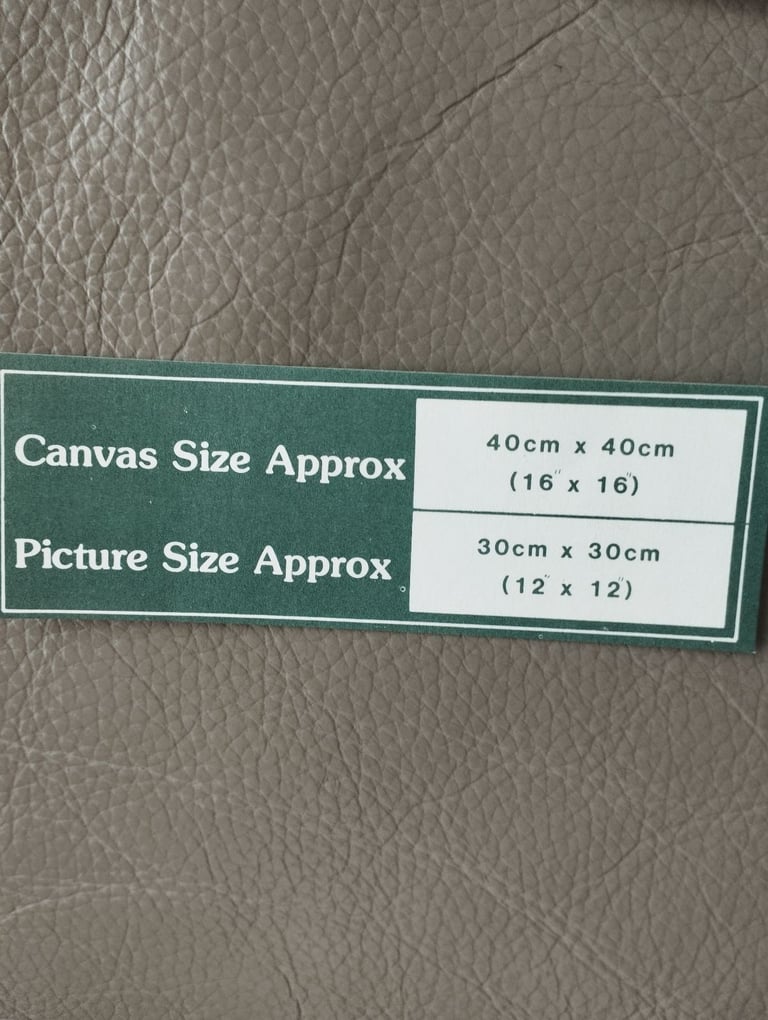 Canvas Size Approx
40cm x 40cm
(16" x 16")
Picture Size Approx
30cm x 30cm
(12" x 12")